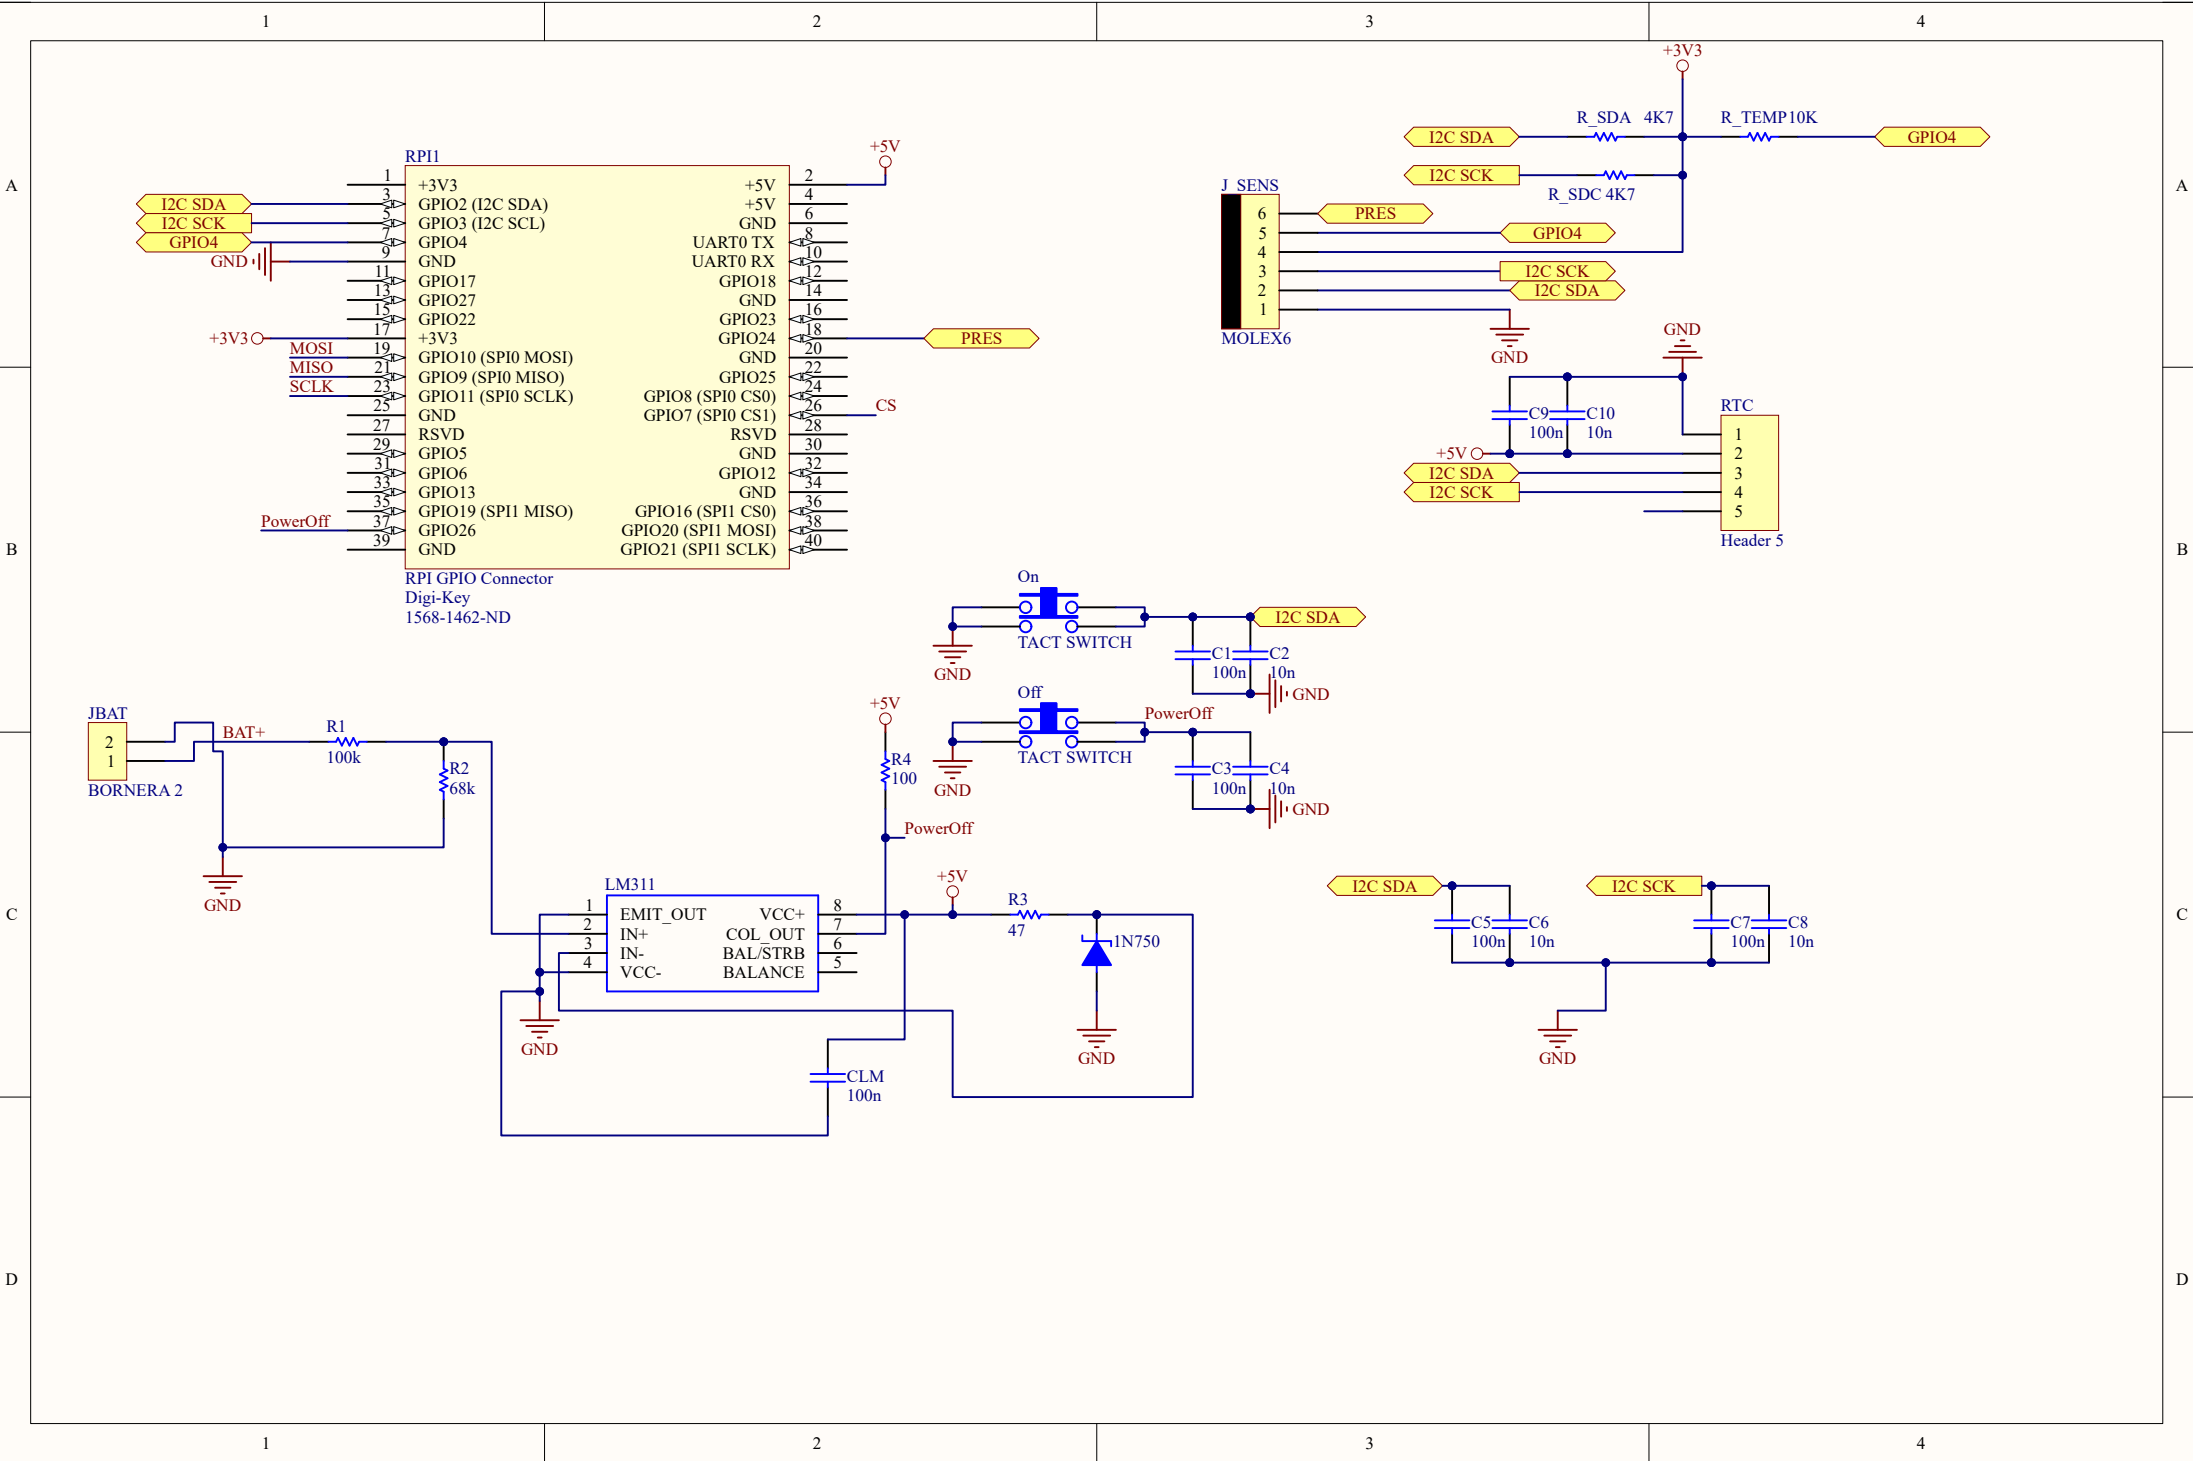 1 2 3 4
A A
B B
C C
D D
1 2 3 4
RPI1
1 +3V3
I2C SDA 3 GPIO2 (I2C SDA)
I2C SCK 5 GPIO3 (I2C SCL)
GPIO4 7 GPIO4
GND 9 GND
11 GPIO17
13 GPIO27
15 GPIO22
+3V3 17 +3V3
MOSI 19 GPIO10 (SPI0 MOSI)
MISO 21 GPIO9 (SPI0 MISO)
SCLK 23 GPIO11 (SPI0 SCLK)
25 GND
27 RSVD
29 GPIO5
31 GPIO6
33 GPIO13
35 GPIO19 (SPI1 MISO)
PowerOff 37 GPIO26
39 GND
+5V
+5V 2
+5V 4
GND 6
UART0 TX 8
UART0 RX 10
GPIO18 12
GND 14
GPIO23 16
GPIO24 18 PRES
GND 20
GPIO25 22
GPIO8 (SPI0 CS0) 24
GPIO7 (SPI0 CS1) 26 CS
RSVD 28
GND 30
GPIO12 32
GND 34
GPIO16 (SPI1 CS0) 36
GPIO20 (SPI1 MOSI) 38
GPIO21 (SPI1 SCLK) 40
RPI GPIO Connector
Digi-Key
1568-1462-ND
+3V3
I2C SDA R_SDA 4K7 R_TEMP10K GPIO4
I2C SCK
R_SDC 4K7
J_SENS
6 PRES
5 GPIO4
4
3 I2C SCK
2 I2C SDA
1
MOLEX6
GND
GND
C9
100n
C10
10n
RTC
1
+5V 2
I2C SDA 3
I2C SCK 4
5
Header 5
On
TACT SWITCH
GND
I2C SDA
C1
100n
C2
10n
GND
Off
TACT SWITCH
GND
PowerOff
C3
100n
C4
10n
GND
JBAT
2
1
BORNERA 2
BAT+
R1
100k
R2
68k
GND
+5V
R4
100
PowerOff
LM311
1 EMIT_OUT VCC+ 8
2 IN+ COL_OUT 7
3 IN- BAL/STRB 6
4 VCC- BALANCE 5
GND
+5V
R3
47
1N750
GND
CLM
100n
I2C SDA
C5
100n
C6
10n
I2C SCK
C7
100n
C8
10n
GND